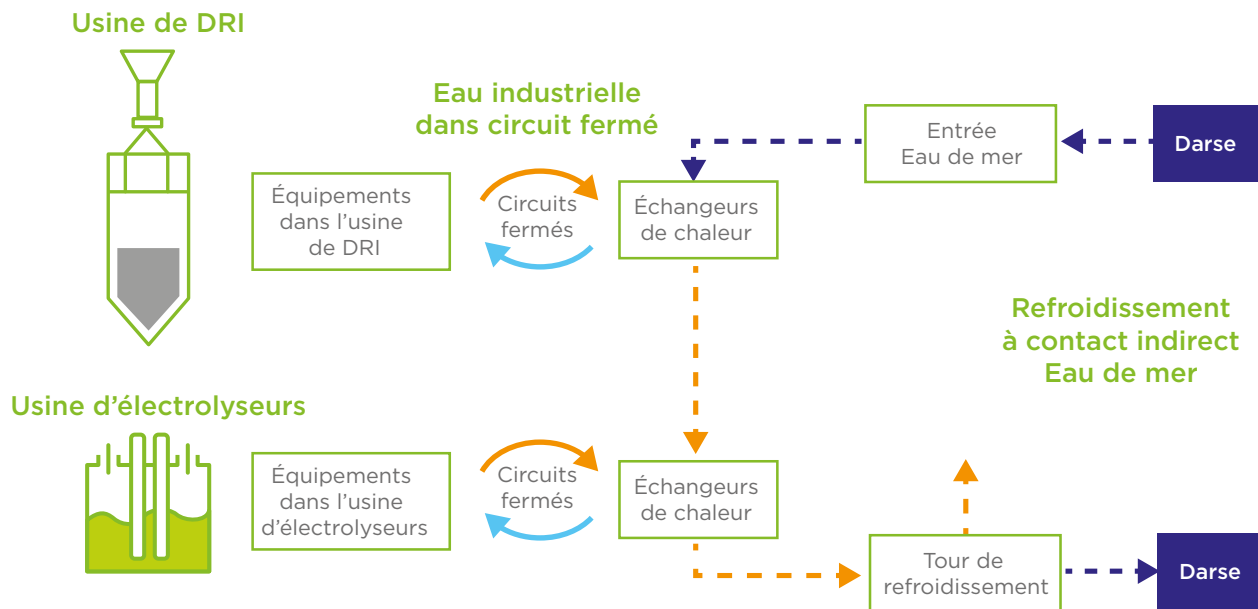 Usine de DRI
Eau industrielle
dans circuit fermé
Entrée
Eau de mer
Darse
Équipements
dans l’usine
de DRI
Circuits
fermés
Échangeurs
de chaleur
Refroidissement
à contact indirect
Eau de mer
Usine d’électrolyseurs
Équipements
dans l’usine
d’électrolyseurs
Circuits
fermés
Échangeurs
de chaleur
Tour de
refroidissement
Darse